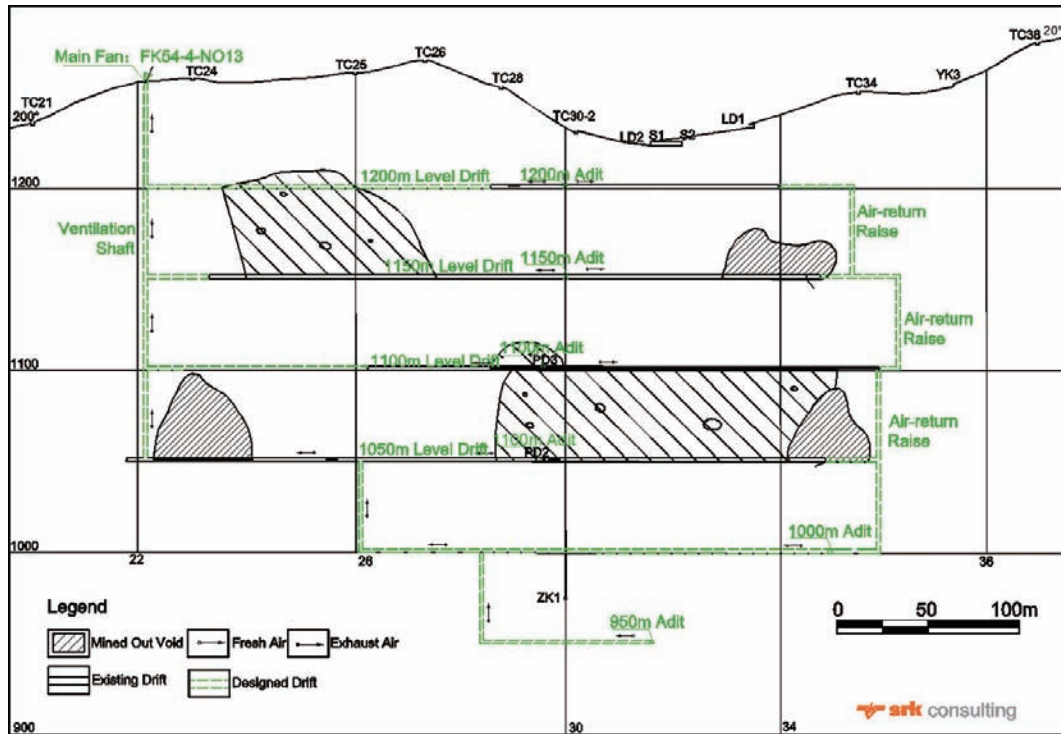 TC38 20°
TC26
Main Fan: FK54-4-NO13
TC24
TC25
TC28
TC34
YK3
TC21
200°
TC30-2
LD1
LD2
S1
S2
1200m Level Drift
1200m Adit
1200
Ventilation
Shaft
Air-return
Raise
1150m Level Drift
1150m Adit
Air-return
Raise
1100m Adit
1100m Level Drift
PD3
1100
Air-return
Raise
1100m Adit
1050m Level Drift
PD2
1000m Adit
1000
22
26
36
ZK1
950m Adit
Legend
Mined Out Void
Fresh Air
Exhaust Air
Existing Drift
Designed Drift
0 50 100m
900
30
34
srk consulting